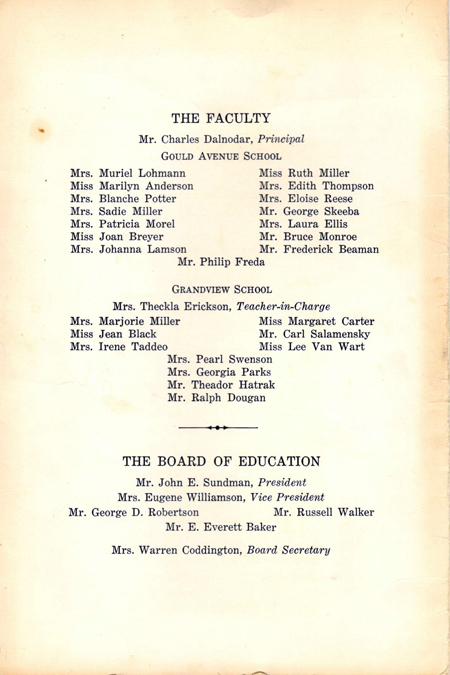 THE FACULTY
Mr. Charles Dalnodar, Principal
GOULD AVENUE SCHOOL
Mrs. Muriel Lohmann Miss Ruth Miller
Miss Marilyn Anderson Mrs. Edith Thompson
Mrs. Blanche Potter Mrs. Eloise Reese
Mrs. Sadie Miller Mr. George Skeeba
Mrs. Patricia Morel Mrs. Laura Ellis
Miss Joan Breyer Mr. Bruce Monroe
Mrs. Johanna Lamson Mr. Frederick Beaman
Mr. Philip Freda
GRANDVIEW SCHOOL
Mrs. Theckla Erickson, Teacher-in-Charge
Mrs. Marjorie Miller Miss Margaret Carter
Miss Jean Black Mr. Carl Salamensky
Mrs. Irene Taddeo Miss Lee Van Wart
Mrs. Pearl Swenson
Mrs. Georgia Parks
Mr. Theador Hatrak
Mr. Ralph Dougan
THE BOARD OF EDUCATION
Mr. John E. Sundman, President
Mrs. Eugene Williamson, Vice President
Mr. George D. Robertson Mr. Russell Walker
Mr. E. Everett Baker
Mrs. Warren Coddington, Board Secretary